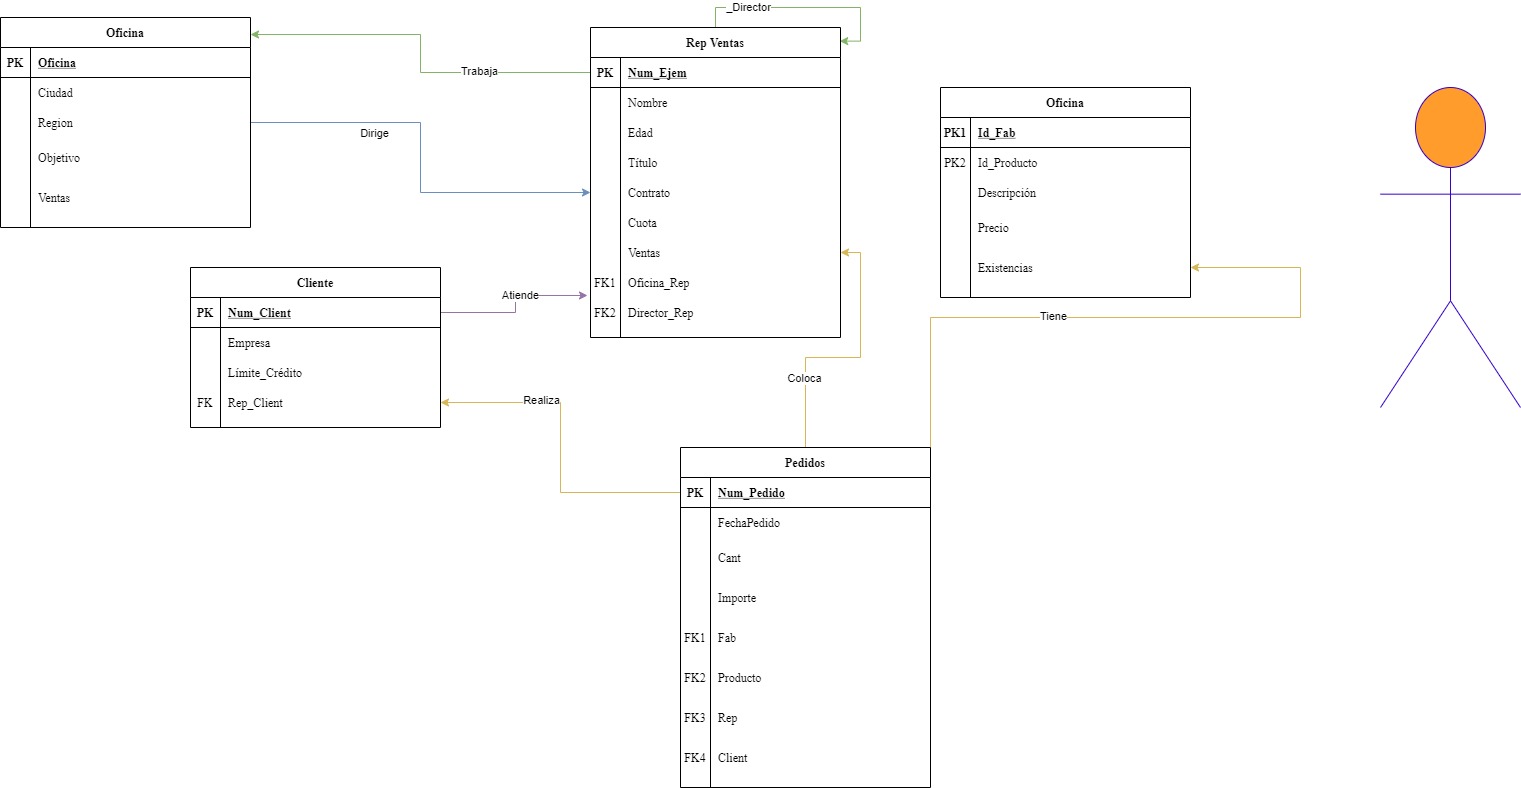 Oficina
PK Oficina
Ciudad
Region
Objetivo
Ventas
Trabaja
Dirige
_Director
Rep Ventas
PK Num_Ejem
Nombre
Edad
Título
Contrato
Cuota
Ventas
FK1 Oficina_Rep
FK2 Director_Rep
Oficina
PK1 Id_Fab
PK2 Id_Producto
Descripción
Precio
Existencias
Cliente
PK Num_Client
Empresa
Límite_Crédito
FK Rep_Client
Atiende
Realiza
Coloca
Tiene
Pedidos
PK Num_Pedido
FechaPedido
Cant
Importe
FK1 Fab
FK2 Producto
FK3 Rep
FK4 Client